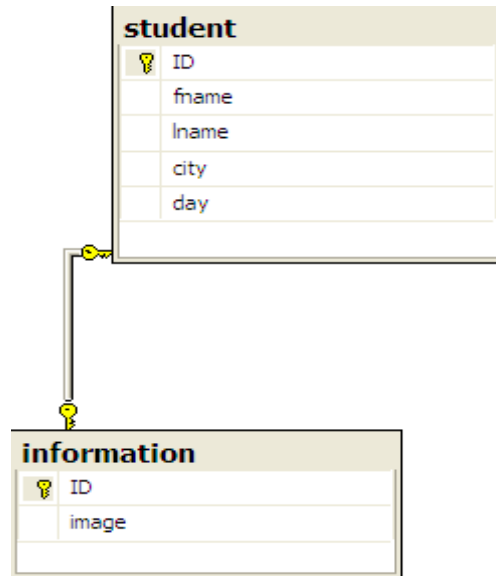 student
ID
fname
lname
city
day
information
ID
image